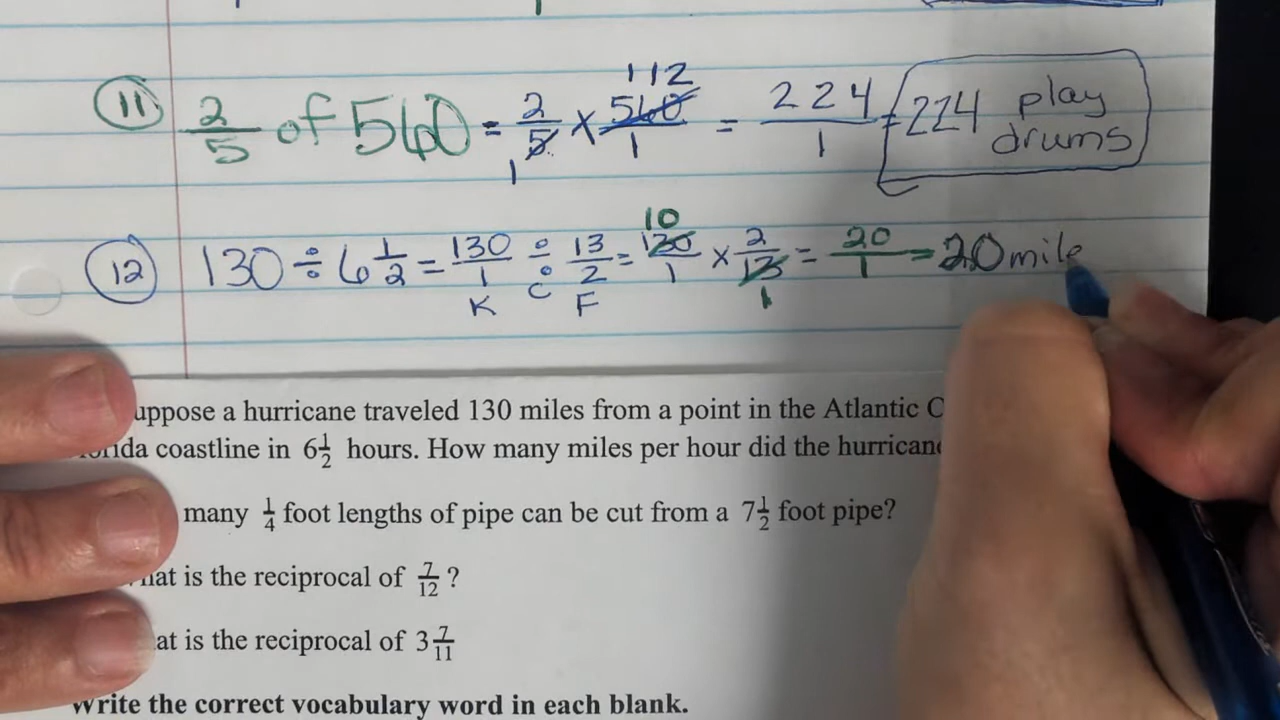 11 2/5 of 560 = 2/5 x 560/1 = 224/1 = 224 play drums
1 112
12 130 ÷ 6 1/2 = 130/1 ÷ 13/2 = 130/1 x 2/13 = 20/1 = 20 mile
K C F 10 1
uppose a hurricane traveled 130 miles from a point in the Atlantic
rida coastline in 6 1/2 hours. How many miles per hour did the hurricane
many 1/4 foot lengths of pipe can be cut from a 7 1/2 foot pipe?
hat is the reciprocal of 7/12 ?
at is the reciprocal of 3 7/11
Write the correct vocabulary word in each blank.